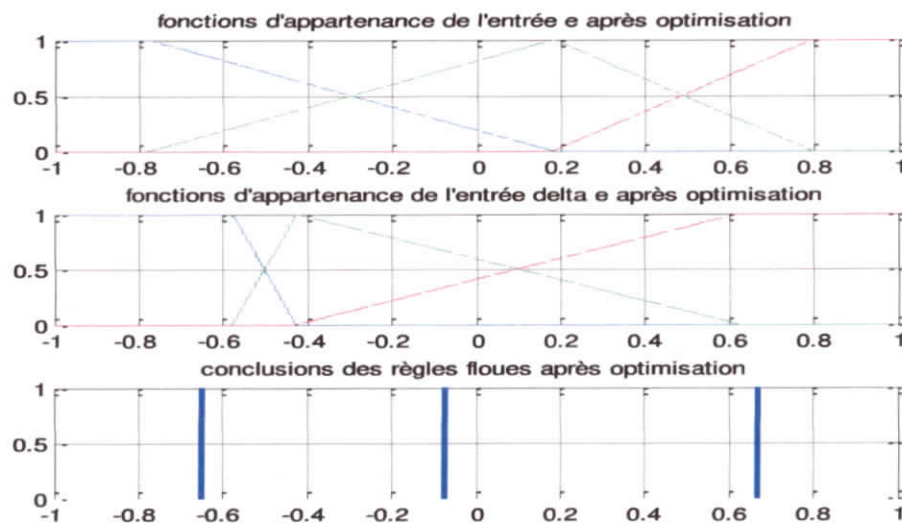 fonctions d'appartenance de l'entrée e après optimisation
1
0.5
0
-1 -0.8 -0.6 -0.4 -0.2 0 0.2 0.4 0.6 0.8 1
fonctions d'appartenance de l'entrée delta e après optimisation
1
0.5
0
-1 -0.8 -0.6 -0.4 -0.2 0 0.2 0.4 0.6 0.8 1
conclusions des règles floues après optimisation
1
0.5
0
-1 -0.8 -0.6 -0.4 -0.2 0 0.2 0.4 0.6 0.8 1